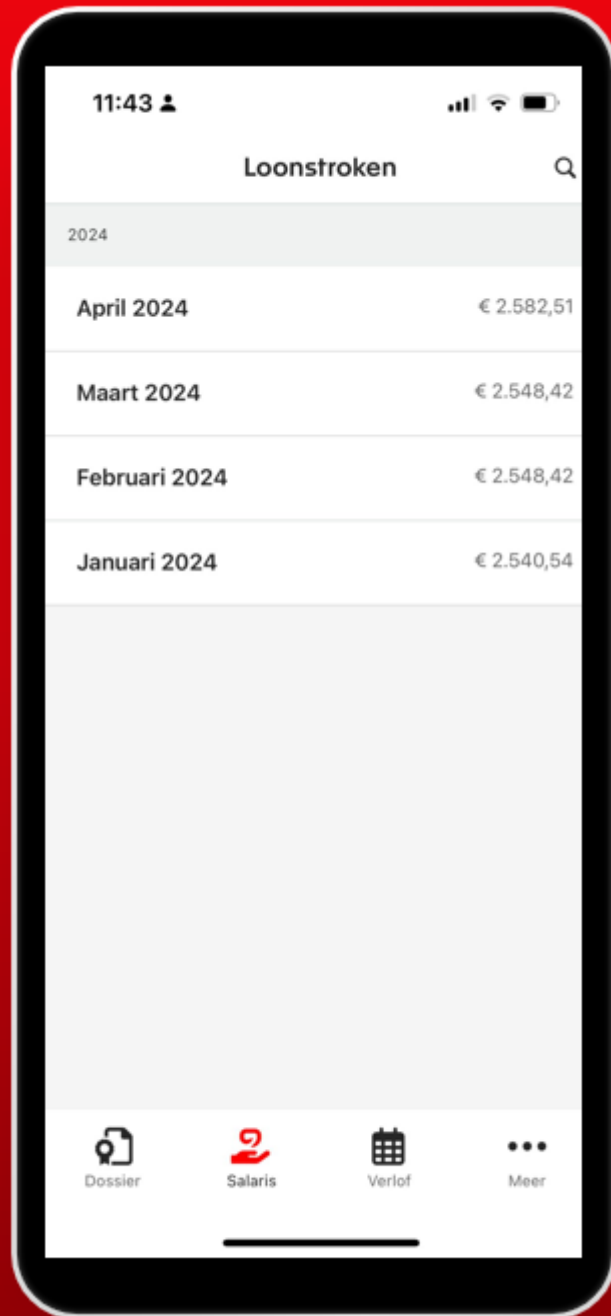 11:43
Loonstroken
2024
April 2024 € 2.582,51
Maart 2024 € 2.548,42
Februari 2024 € 2.548,42
Januari 2024 € 2.540,54
Dossier Salaris Verlof Meer